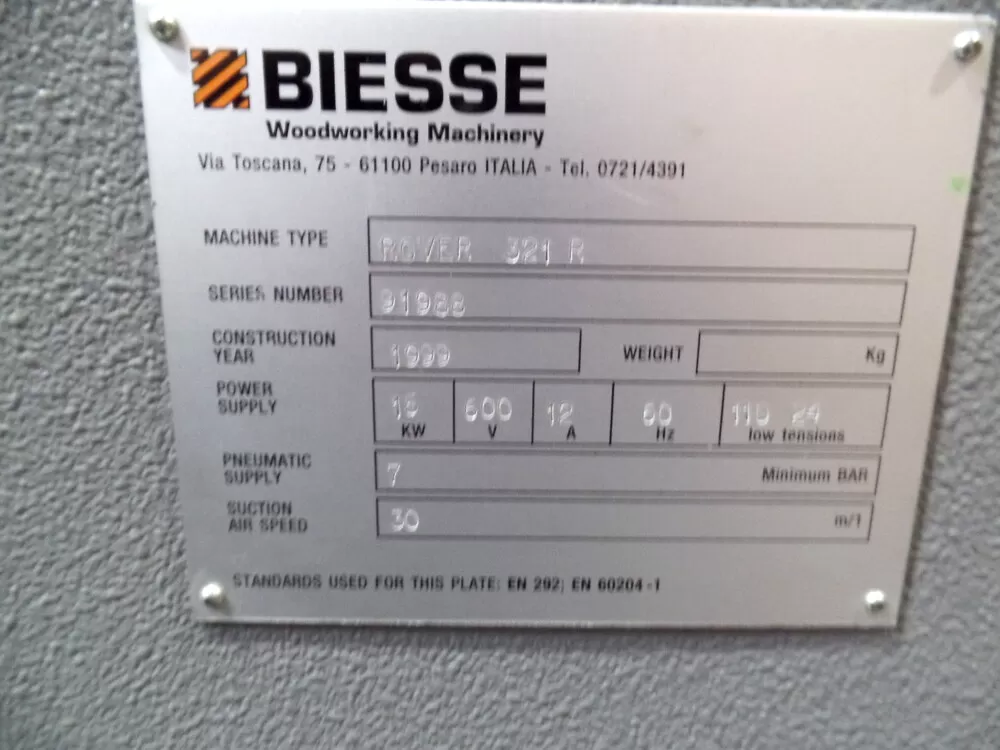 BIESSE
Woodworking Machinery
Via Toscana, 75 - 61100 Pesaro ITALIA - Tel. 0721/4391
MACHINE TYPE ROVER 321 R
SERIES NUMBER 91988
CONSTRUCTION YEAR 1999 WEIGHT Kg
POWER SUPPLY 15 KW 600 V 12 A 60 Hz 110 24 low tensions
PNEUMATIC SUPPLY 7 Minimum BAR
SUCTION AIR SPEED 30 m/1
STANDARDS USED FOR THIS PLATE: EN 292; EN 60204-1